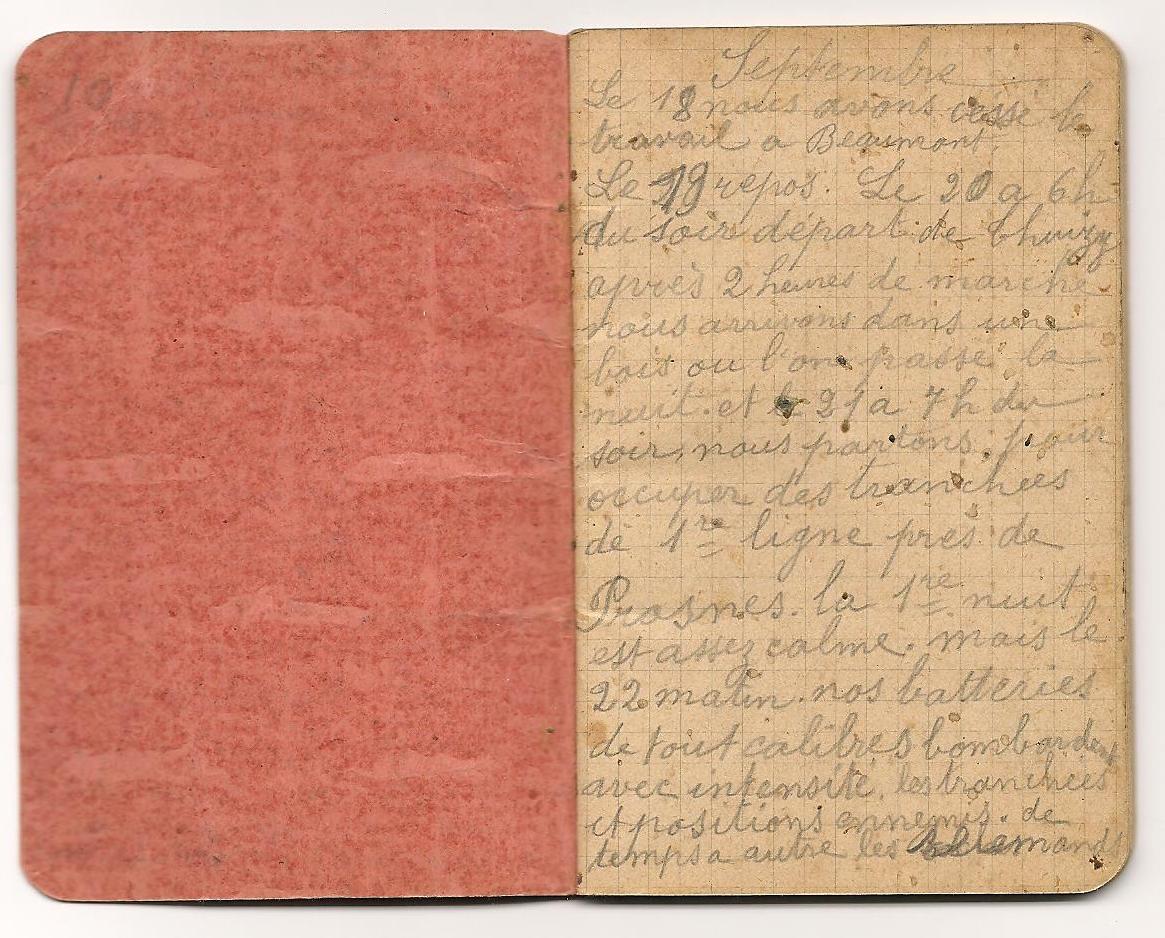 10
Septembre
Le 18 nous avons cessé le
travail a Beaumont.
Le 19 repos. Le 20 a 6h
du soir départ de Thuizy
après 2 heures de marche
nous arrivons dans une
bois ou l'on passe la
nuit. et le 21 a 7h du
soir, nous partons, pour
occuper des tranchées
de 1re ligne près de
Prosnes. la 1re nuit
est assez calme. mais le
22 matin. nos batteries
de tout calibres bombardent
avec intensité, les tranchées
et positions ennemis. de
temps a autre les Allemands